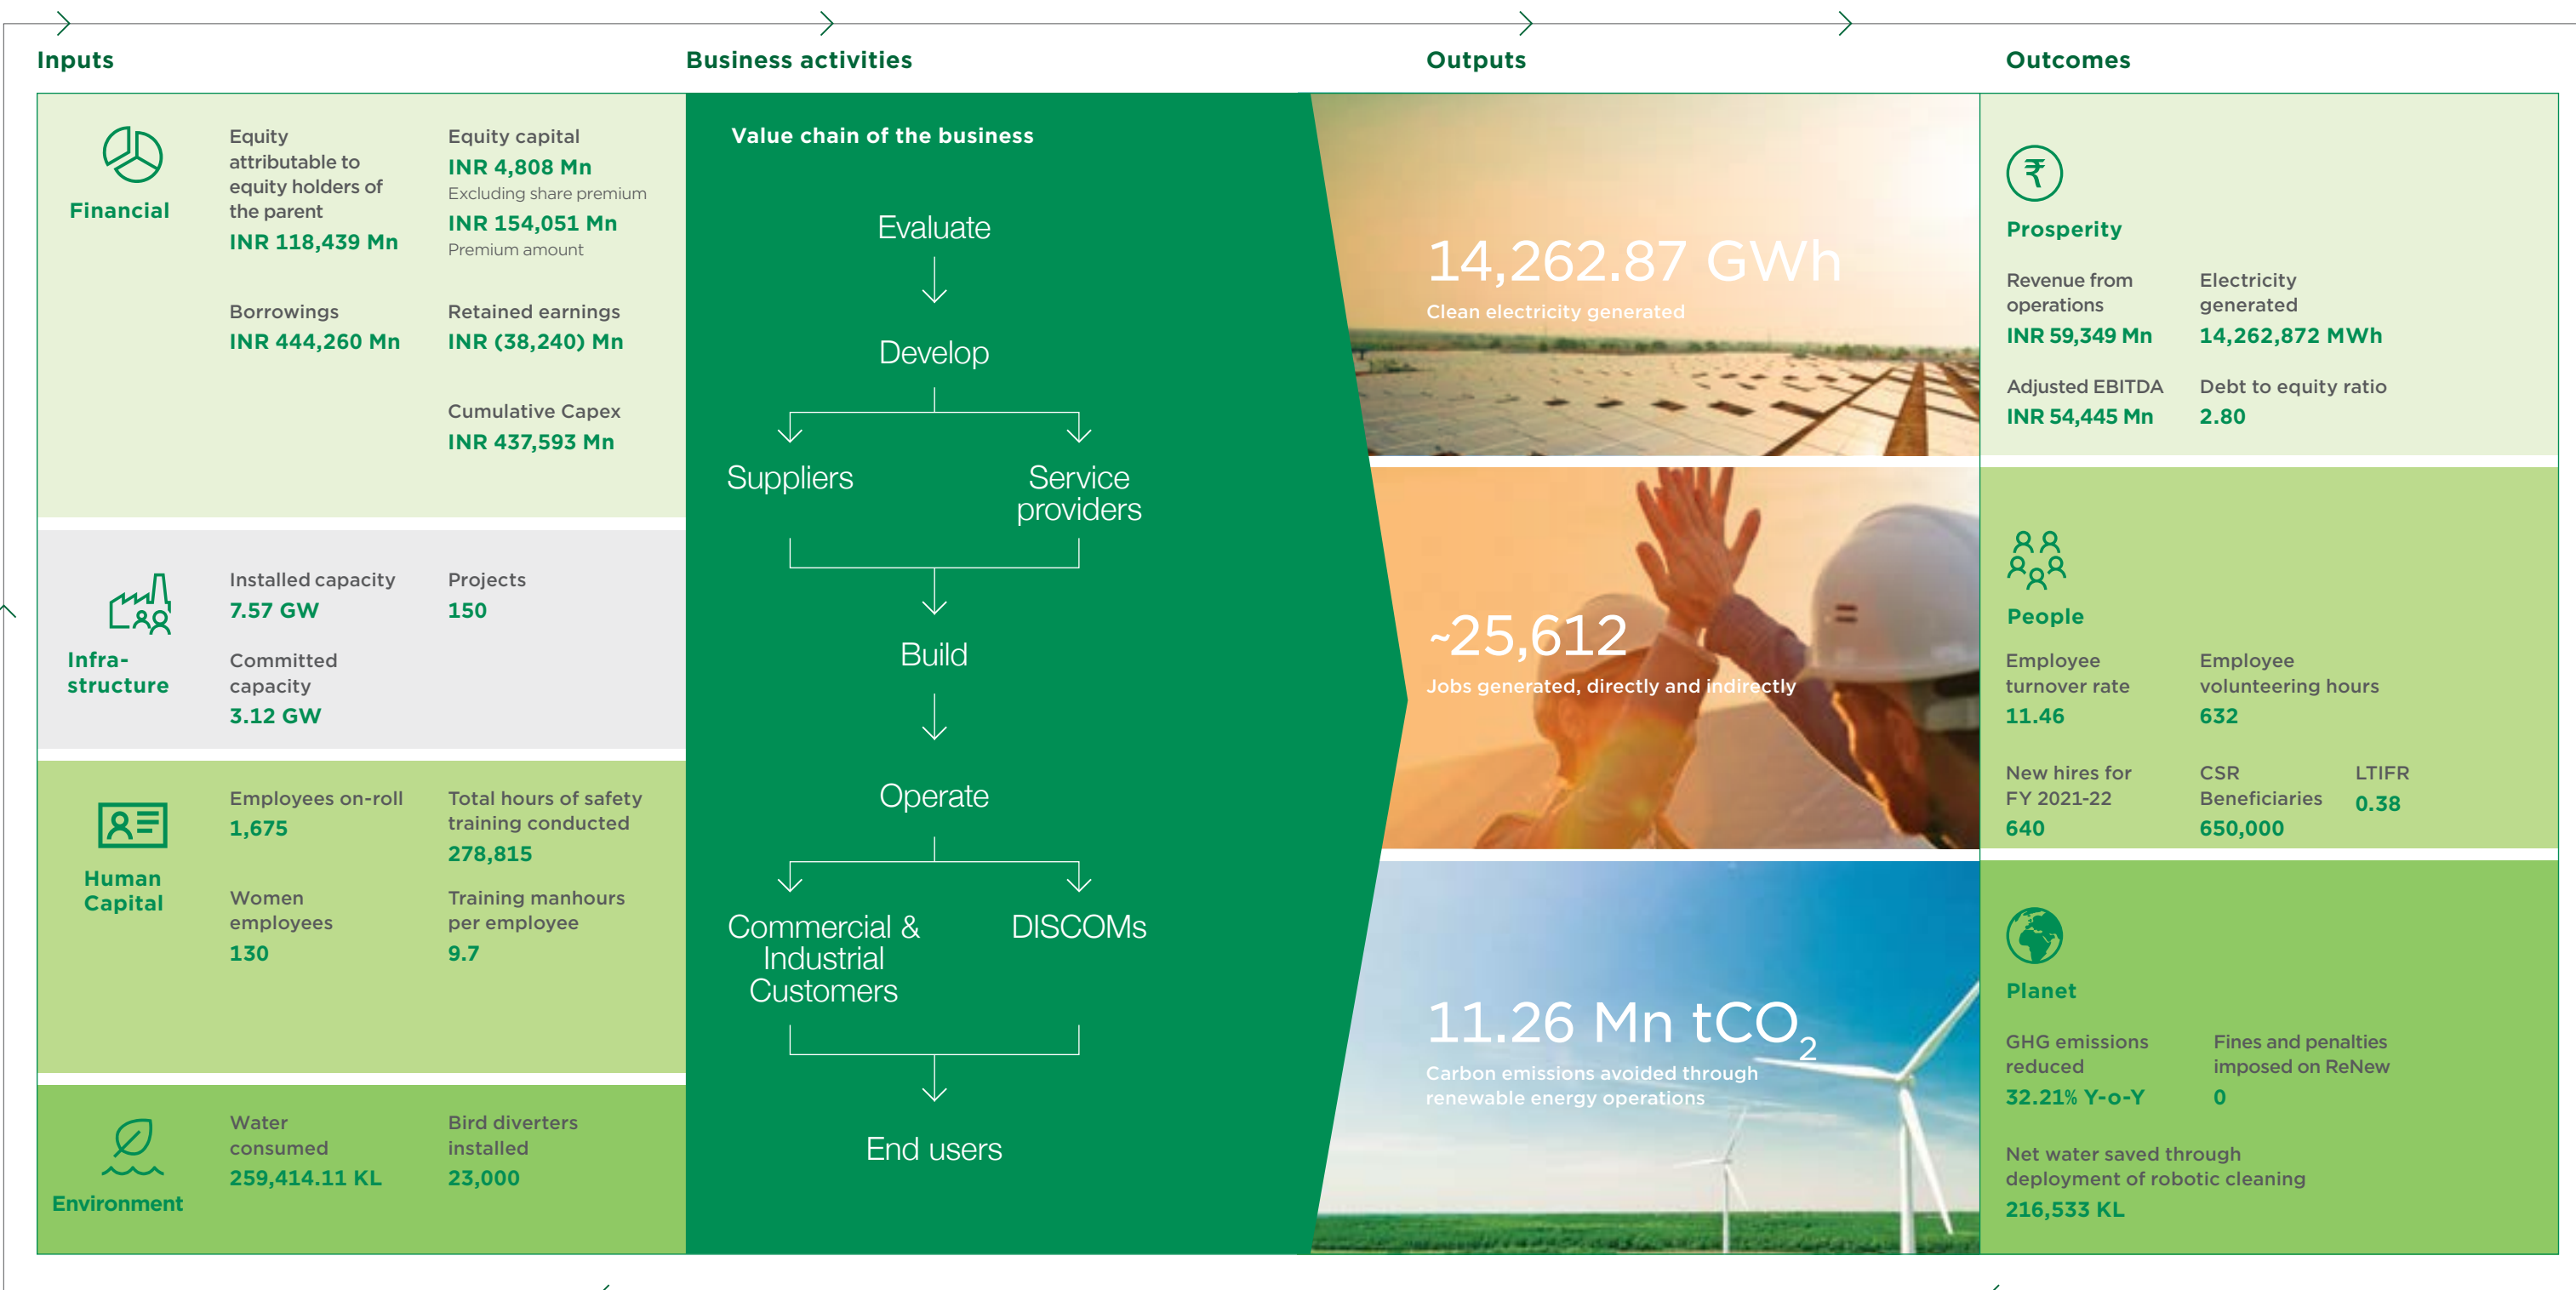 Inputs
Business activities
Outputs
Outcomes
Financial
Equity
attributable to
equity holders of
the parent
INR 118,439 Mn
Equity capital
INR 4,808 Mn
Excluding share premium
INR 154,051 Mn
Premium amount
Borrowings
INR 444,260 Mn
Retained earnings
INR (38,240) Mn
Cumulative Capex
INR 437,593 Mn
Infra-
structure
Installed capacity
7.57 GW
Projects
150
Committed
capacity
3.12 GW
Human
Capital
Employees on-roll
1,675
Total hours of safety
training conducted
278,815
Women
employees
130
Training manhours
per employee
9.7
Environment
Water
consumed
259,414.11 KL
Bird diverters
installed
23,000
Value chain of the business
Evaluate
Develop
Suppliers
Service
providers
Build
Operate
Commercial &
Industrial
Customers
DISCOMs
End users
14,262.87 GWh
Clean electricity generated
~25,612
Jobs generated, directly and indirectly
11.26 Mn tCO₂
Carbon emissions avoided through
renewable energy operations
₹
Prosperity
Revenue from
operations
INR 59,349 Mn
Electricity
generated
14,262,872 MWh
Adjusted EBITDA
INR 54,445 Mn
Debt to equity ratio
2.80
People
Employee
turnover rate
11.46
Employee
volunteering hours
632
New hires for
FY 2021-22
640
CSR
Beneficiaries
650,000
LTIFR
0.38
Planet
GHG emissions
reduced
32.21% Y-o-Y
Fines and penalties
imposed on ReNew
0
Net water saved through
deployment of robotic cleaning
216,533 KL